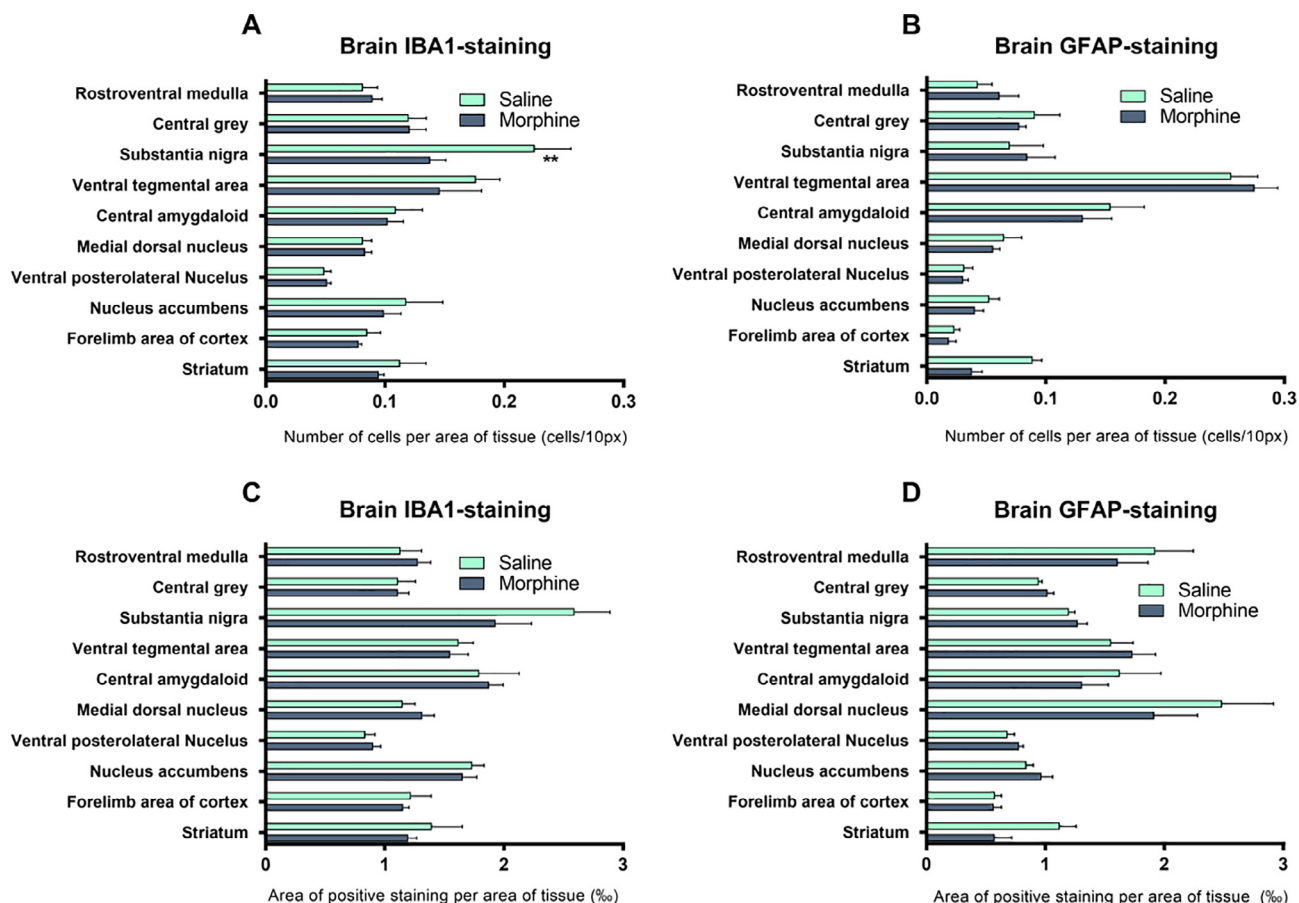 A
Brain IBA1-staining
Rostroventral medulla
Central grey
Substantia nigra
Ventral tegmental area
Central amygdaloid
Medial dorsal nucleus
Ventral posterolateral Nucelus
Nucleus accumbens
Forelimb area of cortex
Striatum
Saline
Morphine
**
0.0 0.1 0.2 0.3
Number of cells per area of tissue (cells/10px)
B
Brain GFAP-staining
Rostroventral medulla
Central grey
Substantia nigra
Ventral tegmental area
Central amygdaloid
Medial dorsal nucleus
Ventral posterolateral Nucelus
Nucleus accumbens
Forelimb area of cortex
Striatum
Saline
Morphine
0.0 0.1 0.2 0.3
Number of cells per area of tissue (cells/10px)
C
Brain IBA1-staining
Rostroventral medulla
Central grey
Substantia nigra
Ventral tegmental area
Central amygdaloid
Medial dorsal nucleus
Ventral posterolateral Nucelus
Nucleus accumbens
Forelimb area of cortex
Striatum
Saline
Morphine
0 1 2 3
Area of positive staining per area of tissue (‰)
D
Brain GFAP-staining
Rostroventral medulla
Central grey
Substantia nigra
Ventral tegmental area
Central amygdaloid
Medial dorsal nucleus
Ventral posterolateral Nucelus
Nucleus accumbens
Forelimb area of cortex
Striatum
Saline
Morphine
0 1 2 3
Area of positive staining per area of tissue (‰)